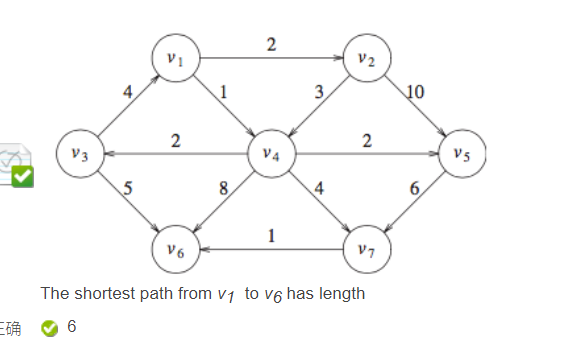 2
v1
v2
4
1
3
10
2
2
v3
v4
v5
5
8
4
6
1
v6
v7
The shortest path from v1 to v6 has length
正确
6